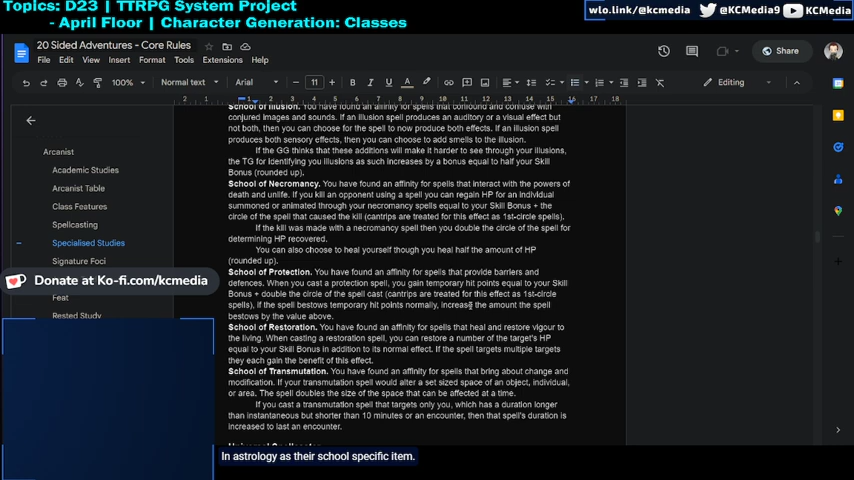 Topics: D23 | TTRPG System Project
- April Floor | Character Generation: Classes
wlo.link/@kcmedia
KCMedia9
KCMedia
20 Sided Adventures - Core Rules
File Edit View Insert Format Tools Extensions Help
Share
100%
Normal text
Arial
11
Editing
2 1 1 2 3 4 5 6 7 8 9 10 11 12 13 14 15 16 17 18
Arcanist
Academic Studies
Arcanist Table
Class Features
Spellcasting
Specialised Studies
Signature Foci
Donate at Ko-fi.com/kcmedia
Feat
Rested Study
School of Illusion. You have found an affinity for spells that confound and confuse with
conjured images and sounds. If an illusion spell produces an auditory or a visual effect but
not both, then you can choose for the spell to now produce both effects. If an illusion spell
produces both sensory effects, then you can choose to add smells to the illusion.
If the GG thinks that these additions will make it harder to see through your illusions,
the TG for identifying you illusions as such increases by a bonus equal to half your Skill
Bonus (rounded up).
School of Necromancy. You have found an affinity for spells that interact with the powers of
death and unlife. If you kill an opponent using a spell you can regain HP for an individual
summoned or animated through your necromancy spells equal to your Skill Bonus + the
circle of the spell that caused the kill (cantrips are treated for this effect as 1st-circle spells).
If the kill was made with a necromancy spell then you double the circle of the spell for
determining HP recovered.
You can also choose to heal yourself though you heal half the amount of HP
(rounded up).
School of Protection. You have found an affinity for spells that provide barriers and
defences. When you cast a protection spell, you gain temporary hit points equal to your Skill
Bonus + double the circle of the spell cast (cantrips are treated for this effect as 1st-circle
spells), if the spell bestows temporary hit points normally, increase the amount the spell
bestows by the value above.
School of Restoration. You have found an affinity for spells that heal and restore vigour to
the living. When casting a restoration spell, you can restore a number of the target's HP
equal to your Skill Bonus in addition to its normal effect. If the spell targets multiple targets
they each gain the benefit of this effect.
School of Transmutation. You have found an affinity for spells that bring about change and
modification. If your transmutation spell would alter a set sized space of an object, individual,
or area. The spell doubles the size of the space that can be affected at a time.
If you cast a transmutation spell that targets only you, which has a duration longer
than instantaneous but shorter than 10 minutes or an encounter, then that spell's duration is
increased to last an encounter.
In astrology as their school specific item.